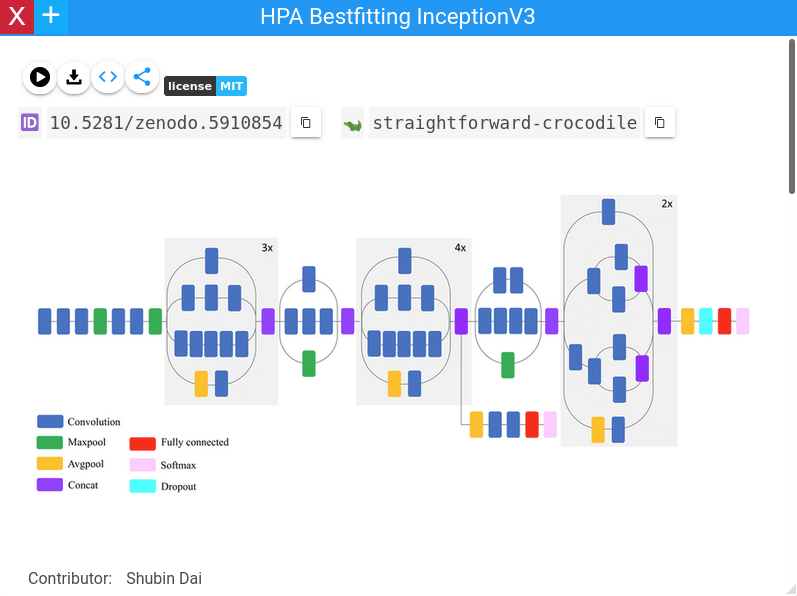 X + HPA Bestfitting InceptionV3
license MIT
ID 10.5281/zenodo.5910854 straightforward-crocodile
2x
3x 4x
Convolution
Maxpool Fully connected
Avgpool Softmax
Concat Dropout
Contributor: Shubin Dai